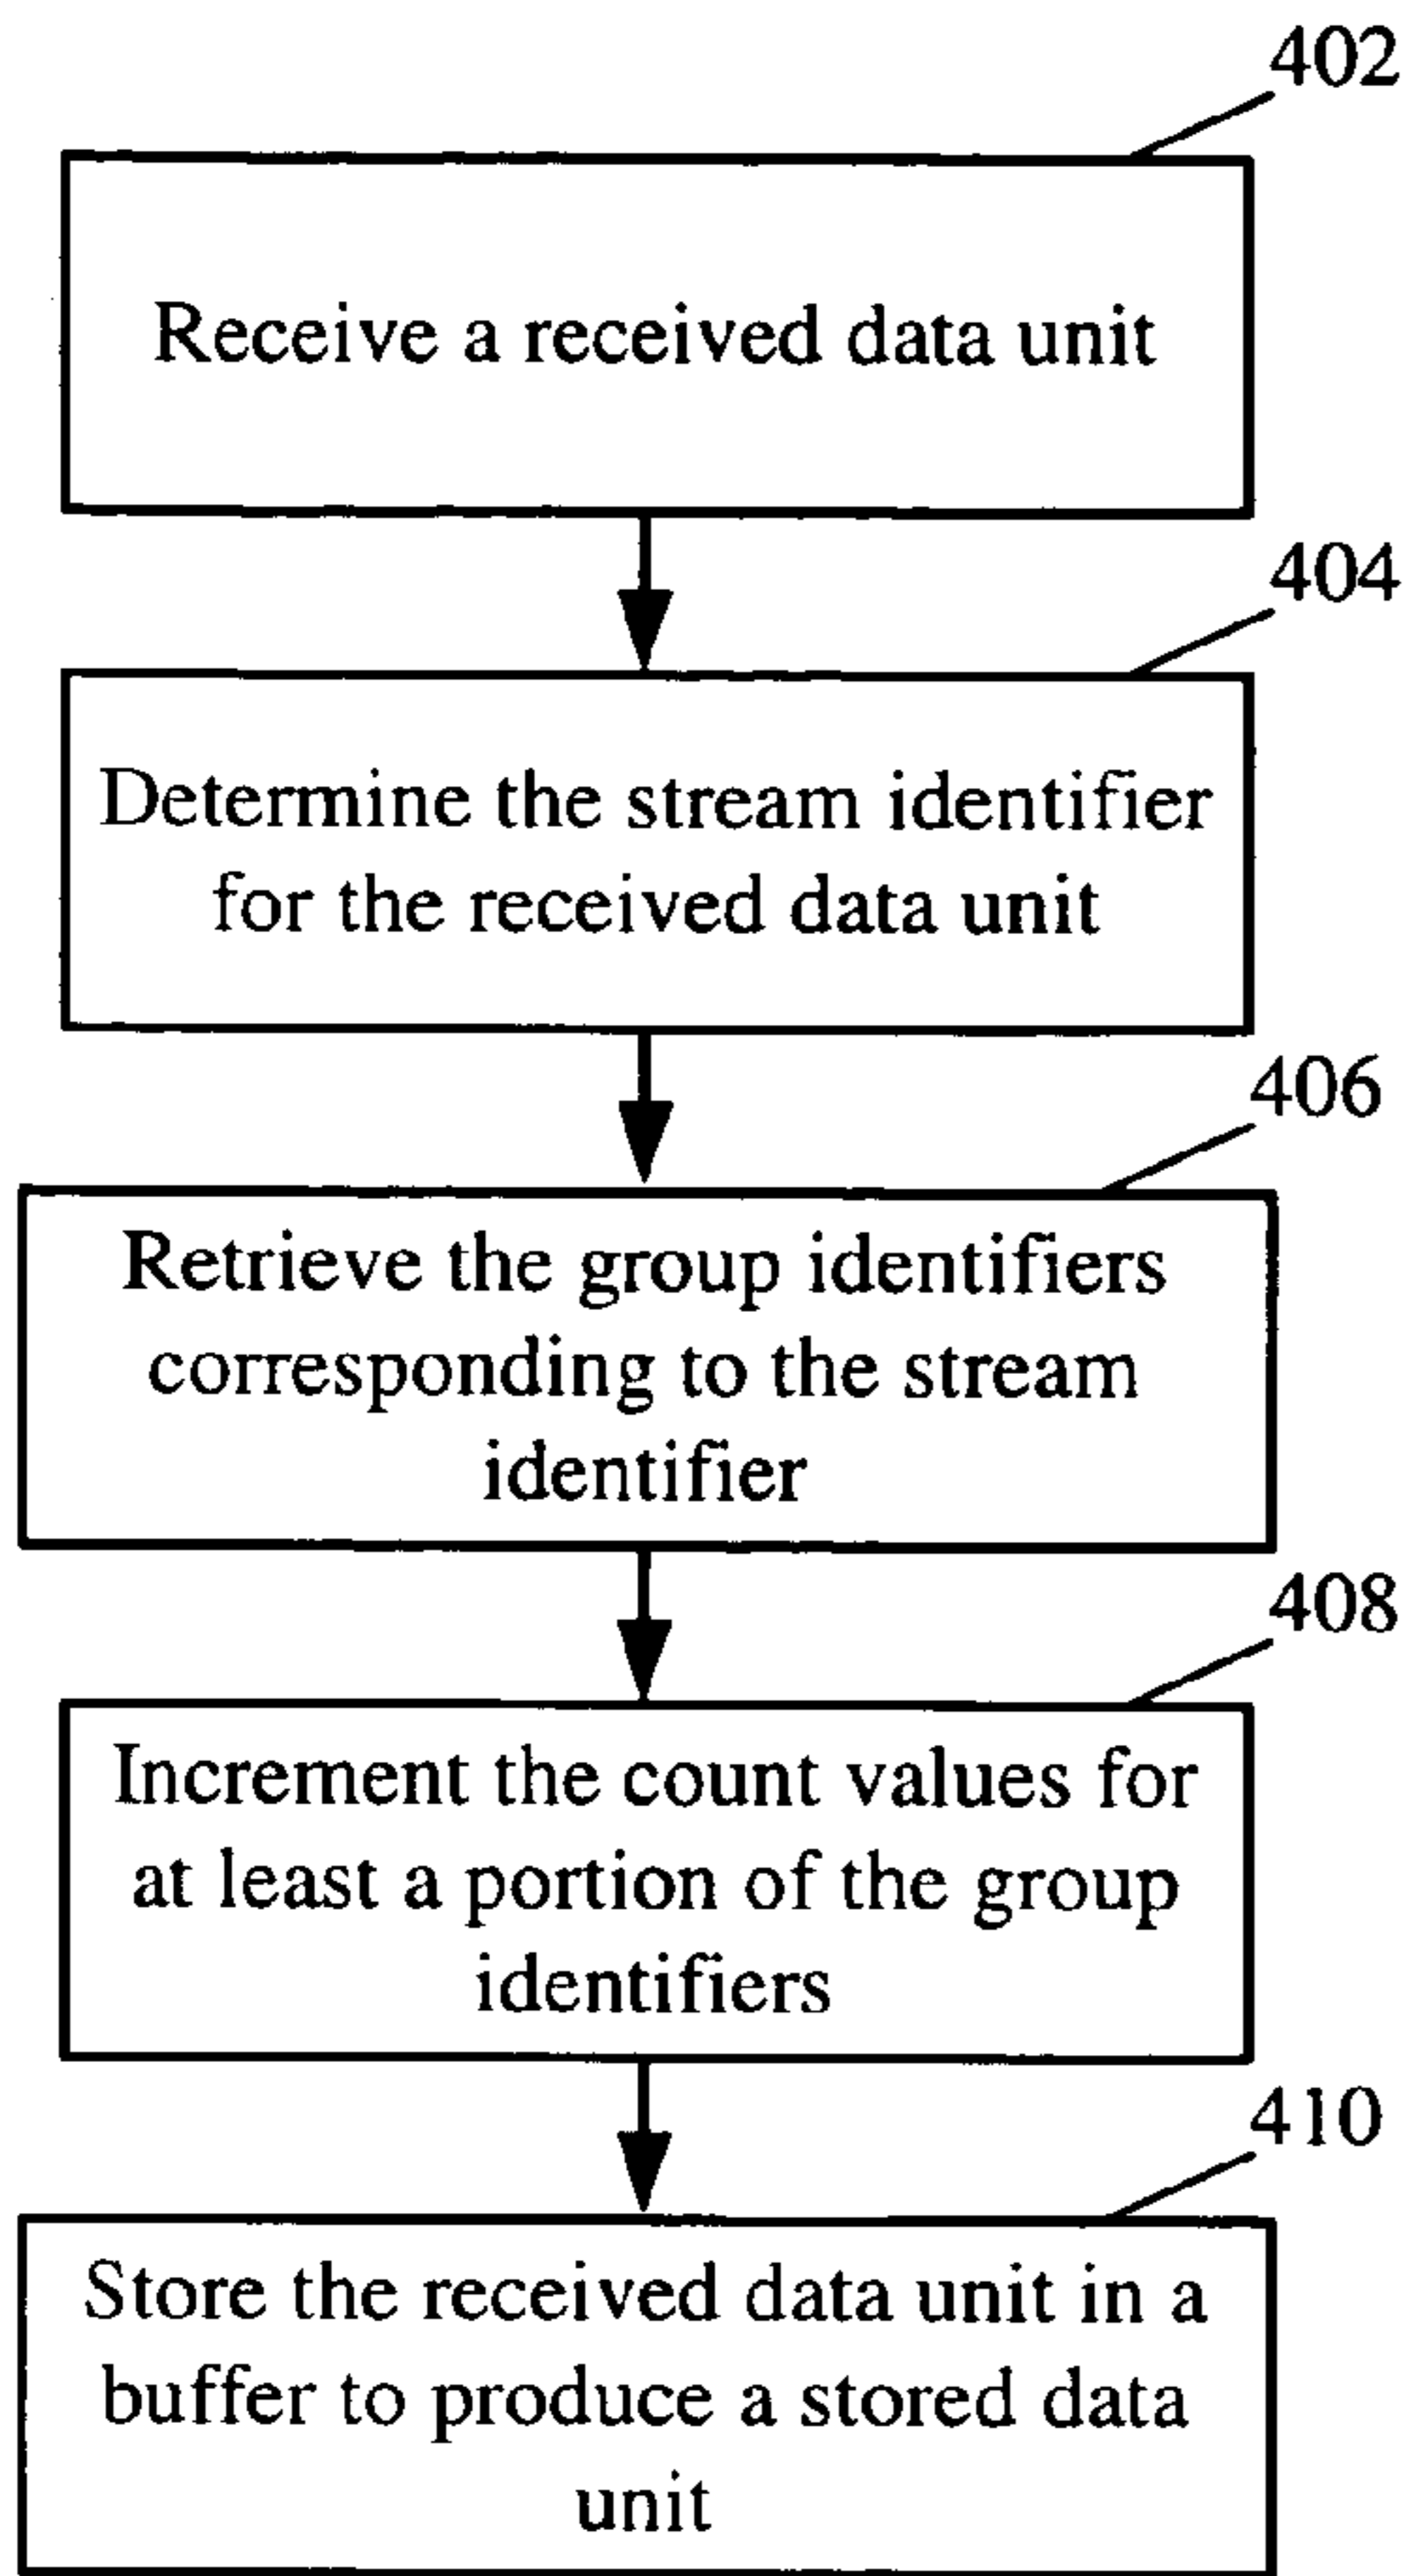 402
Receive a received data unit
404
Determine the stream identifier
for the received data unit
406
Retrieve the group identifiers
corresponding to the stream
identifier
408
Increment the count values for
at least a portion of the group
identifiers
410
Store the received data unit in a
buffer to produce a stored data
unit